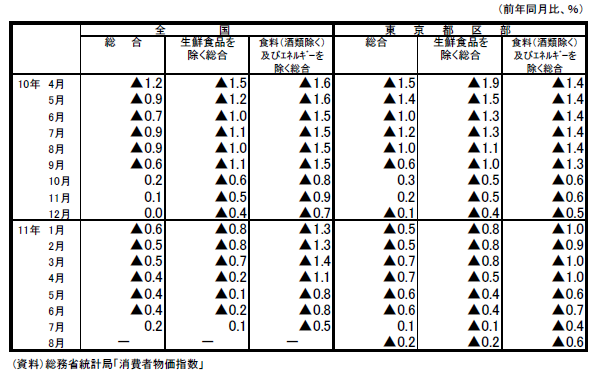 (前年同月比、%)
全 国 東 京 都 区 部
総 合 生鮮食品を除く総合 食料(酒類除く)及びエネルギーを除く総合 総合 生鮮食品を除く総合 食料(酒類除く)及びエネルギーを除く総合
10年 4月 ▲1.2 ▲1.5 ▲1.6 ▲1.5 ▲1.9 ▲1.4
5月 ▲0.9 ▲1.2 ▲1.6 ▲1.4 ▲1.5 ▲1.4
6月 ▲0.7 ▲1.0 ▲1.5 ▲1.0 ▲1.3 ▲1.4
7月 ▲0.9 ▲1.1 ▲1.5 ▲1.2 ▲1.3 ▲1.4
8月 ▲0.9 ▲1.0 ▲1.5 ▲1.0 ▲1.1 ▲1.4
9月 ▲0.6 ▲1.1 ▲1.5 ▲0.6 ▲1.0 ▲1.3
10月 0.2 ▲0.6 ▲0.8 0.3 ▲0.5 ▲0.6
11月 0.1 ▲0.5 ▲0.9 0.2 ▲0.5 ▲0.6
12月 0.0 ▲0.4 ▲0.7 ▲0.1 ▲0.4 ▲0.5
11年 1月 ▲0.6 ▲0.8 ▲1.3 ▲0.5 ▲0.8 ▲1.0
2月 ▲0.5 ▲0.8 ▲1.3 ▲0.5 ▲0.8 ▲0.9
3月 ▲0.5 ▲0.7 ▲1.4 ▲0.7 ▲0.8 ▲1.0
4月 ▲0.4 ▲0.2 ▲1.1 ▲0.7 ▲0.5 ▲1.0
5月 ▲0.4 ▲0.1 ▲0.8 ▲0.6 ▲0.4 ▲0.6
6月 ▲0.4 ▲0.2 ▲0.8 ▲0.6 ▲0.4 ▲0.7
7月 0.2 0.1 ▲0.5 0.1 ▲0.1 ▲0.4
8月 — — — ▲0.2 ▲0.2 ▲0.6
(資料)総務省統計局「消費者物価指数」